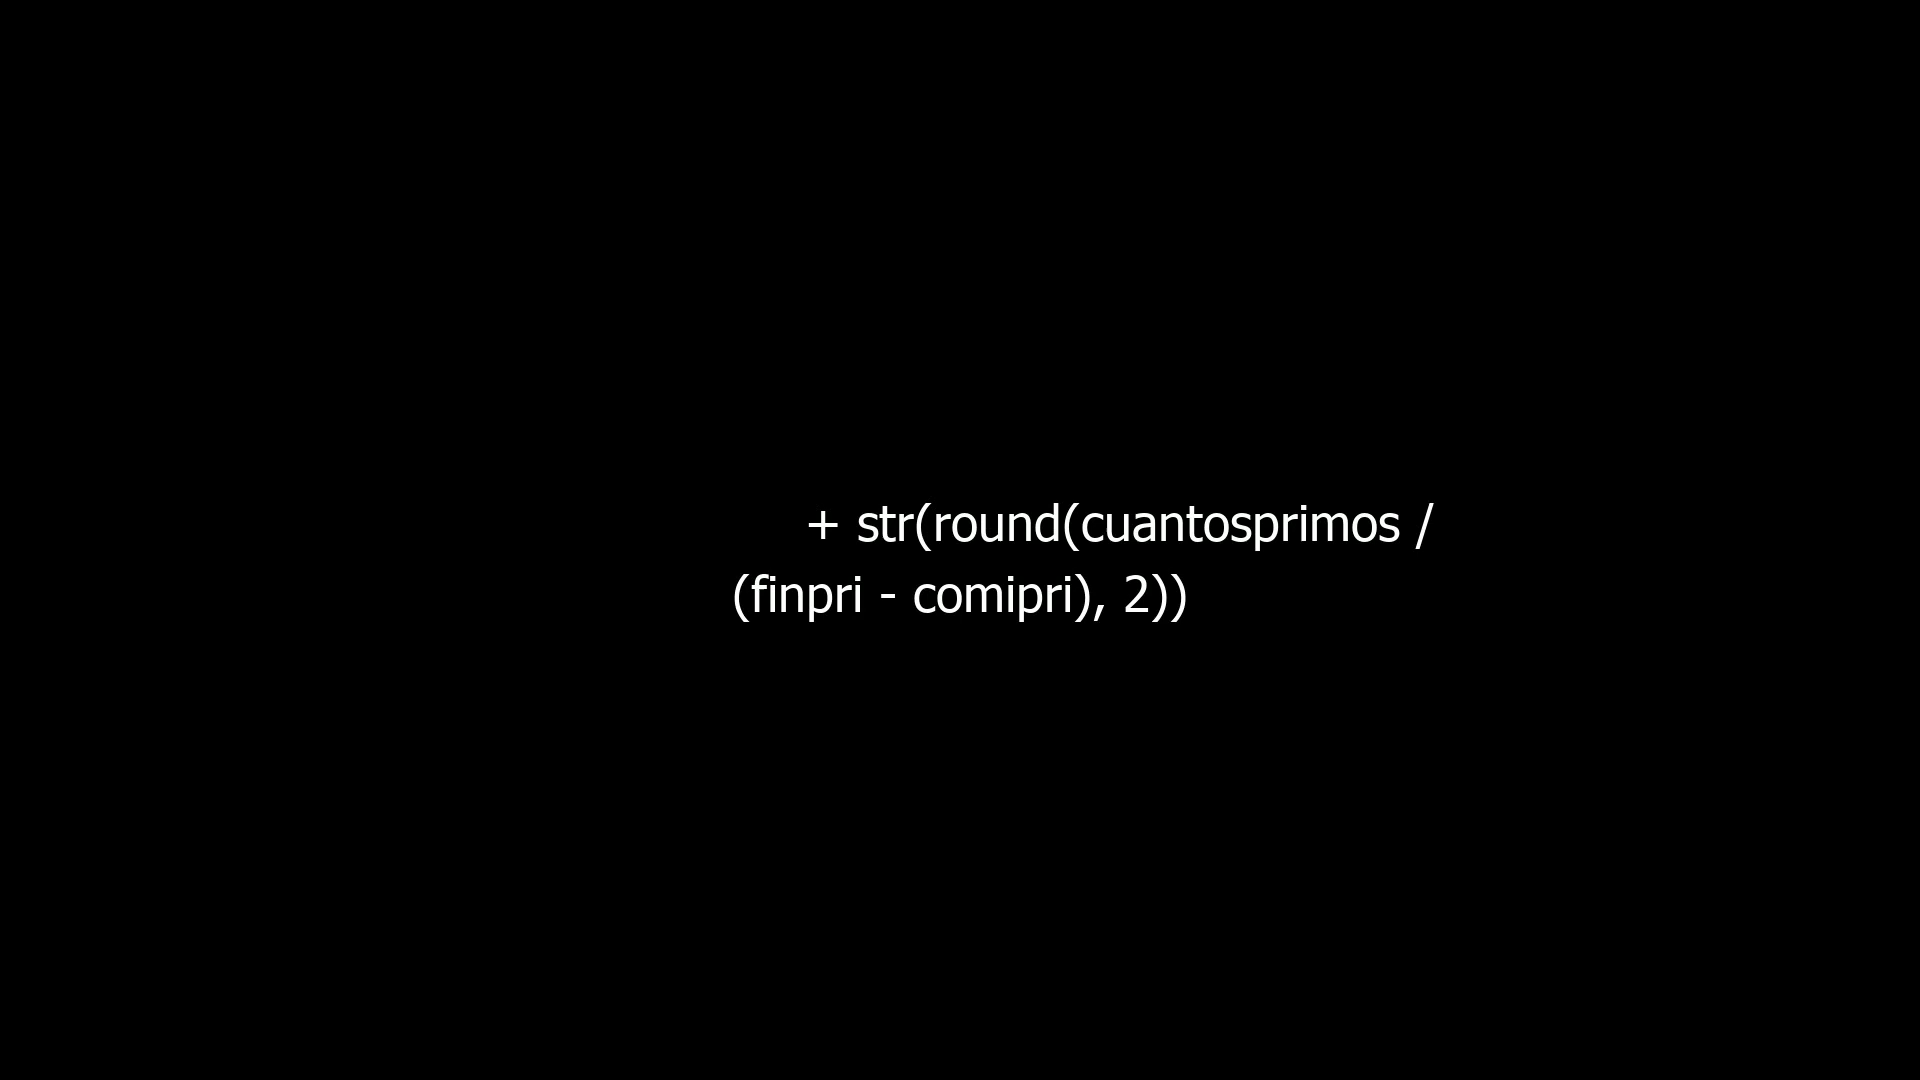 + str(round(cuantosprimos /
(finpri - comipri), 2))